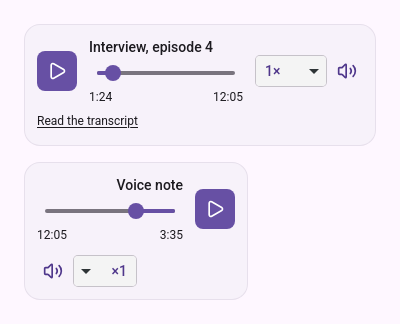 Interview, episode 4
1:24
12:05
1×
Read the transcript
Voice note
12:05
3:35
×1